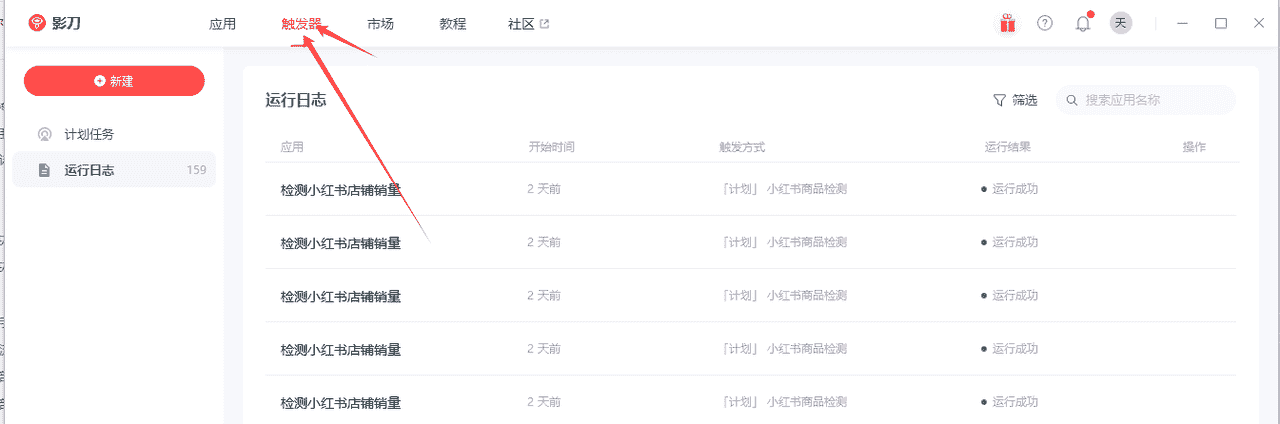 影刀 应用 触发器 市场 教程 社区 天
新建
计划任务
运行日志 159
运行日志 筛选 搜索应用名称
应用 开始时间 触发方式 运行结果 操作
检测小红书店铺销量 2 天前 「计划」 小红书商品检测 运行成功
检测小红书店铺销量 2 天前 「计划」 小红书商品检测 运行成功
检测小红书店铺销量 2 天前 「计划」 小红书商品检测 运行成功
检测小红书店铺销量 2 天前 「计划」 小红书商品检测 运行成功
检测小红书店铺销量 2 天前 「计划」 小红书商品检测 运行成功